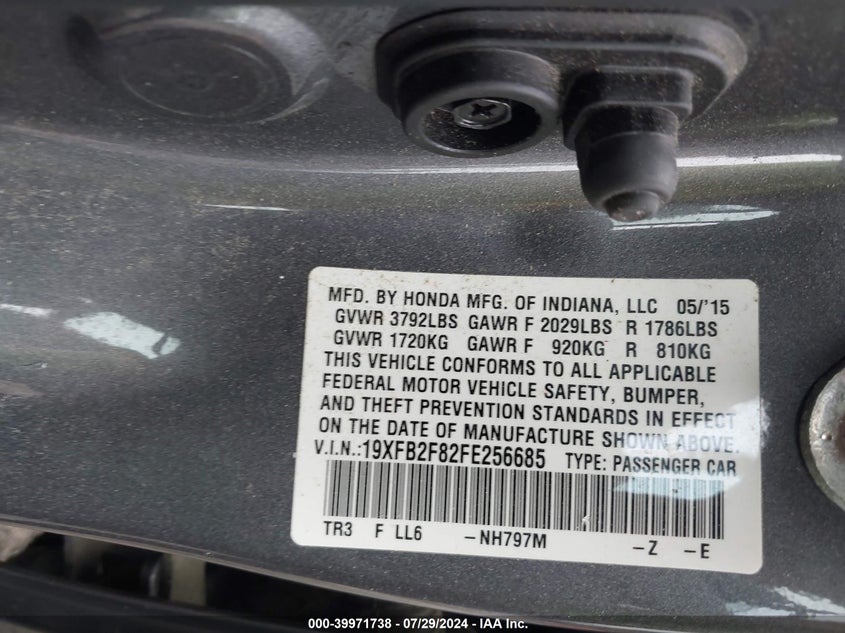 MFD. BY HONDA MFG. OF INDIANA, LLC 05/'15
GVWR 3792LBS GAWR F 2029LBS R 1786LBS
GVWR 1720KG GAWR F 920KG R 810KG
THIS VEHICLE CONFORMS TO ALL APPLICABLE
FEDERAL MOTOR VEHICLE SAFETY, BUMPER,
AND THEFT PREVENTION STANDARDS IN EFFECT
ON THE DATE OF MANUFACTURE SHOWN ABOVE.
V.I.N.:19XFB2F82FE256685 TYPE: PASSENGER CAR
TR3 F LL6 -NH797M -Z -E
000-39971738 - 07/29/2024 - IAA Inc.